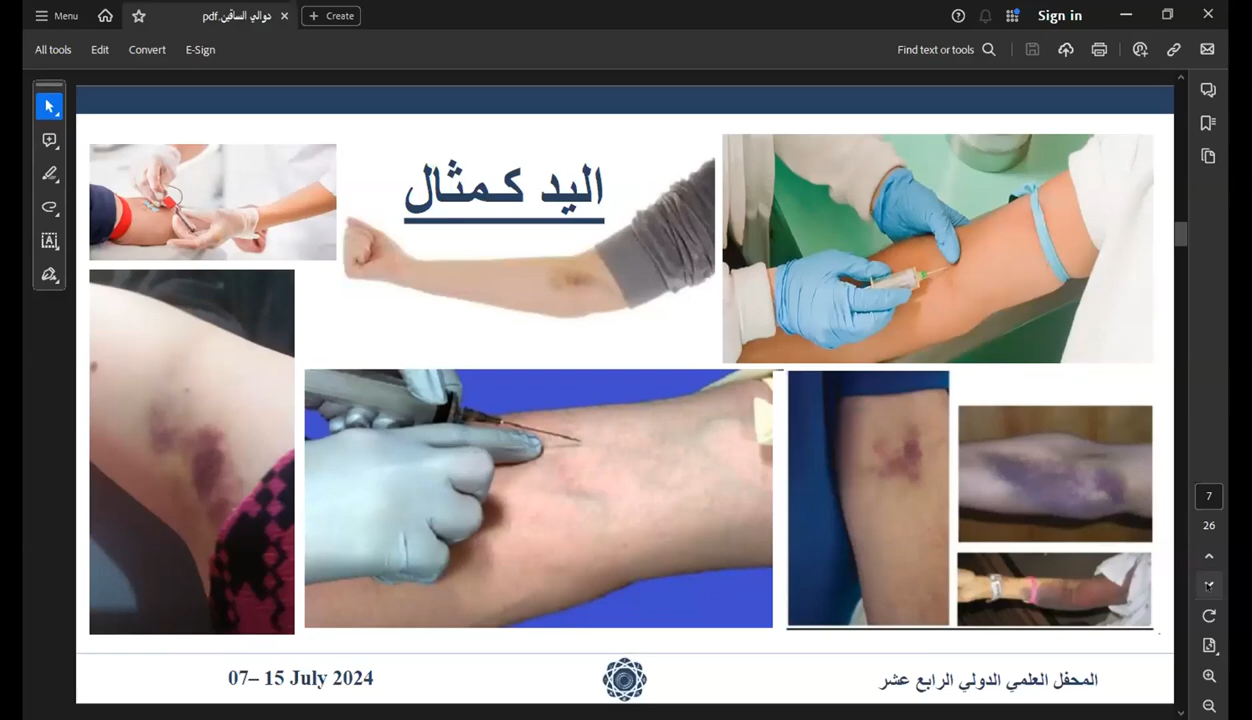 Menu
دوالي الساقين.pdf
Create
Sign in
All tools
Edit
Convert
E-Sign
Find text or tools
اليد كـمثال
7
26
07– 15 July 2024
المحفل العلمي الدولي الرابع عشر